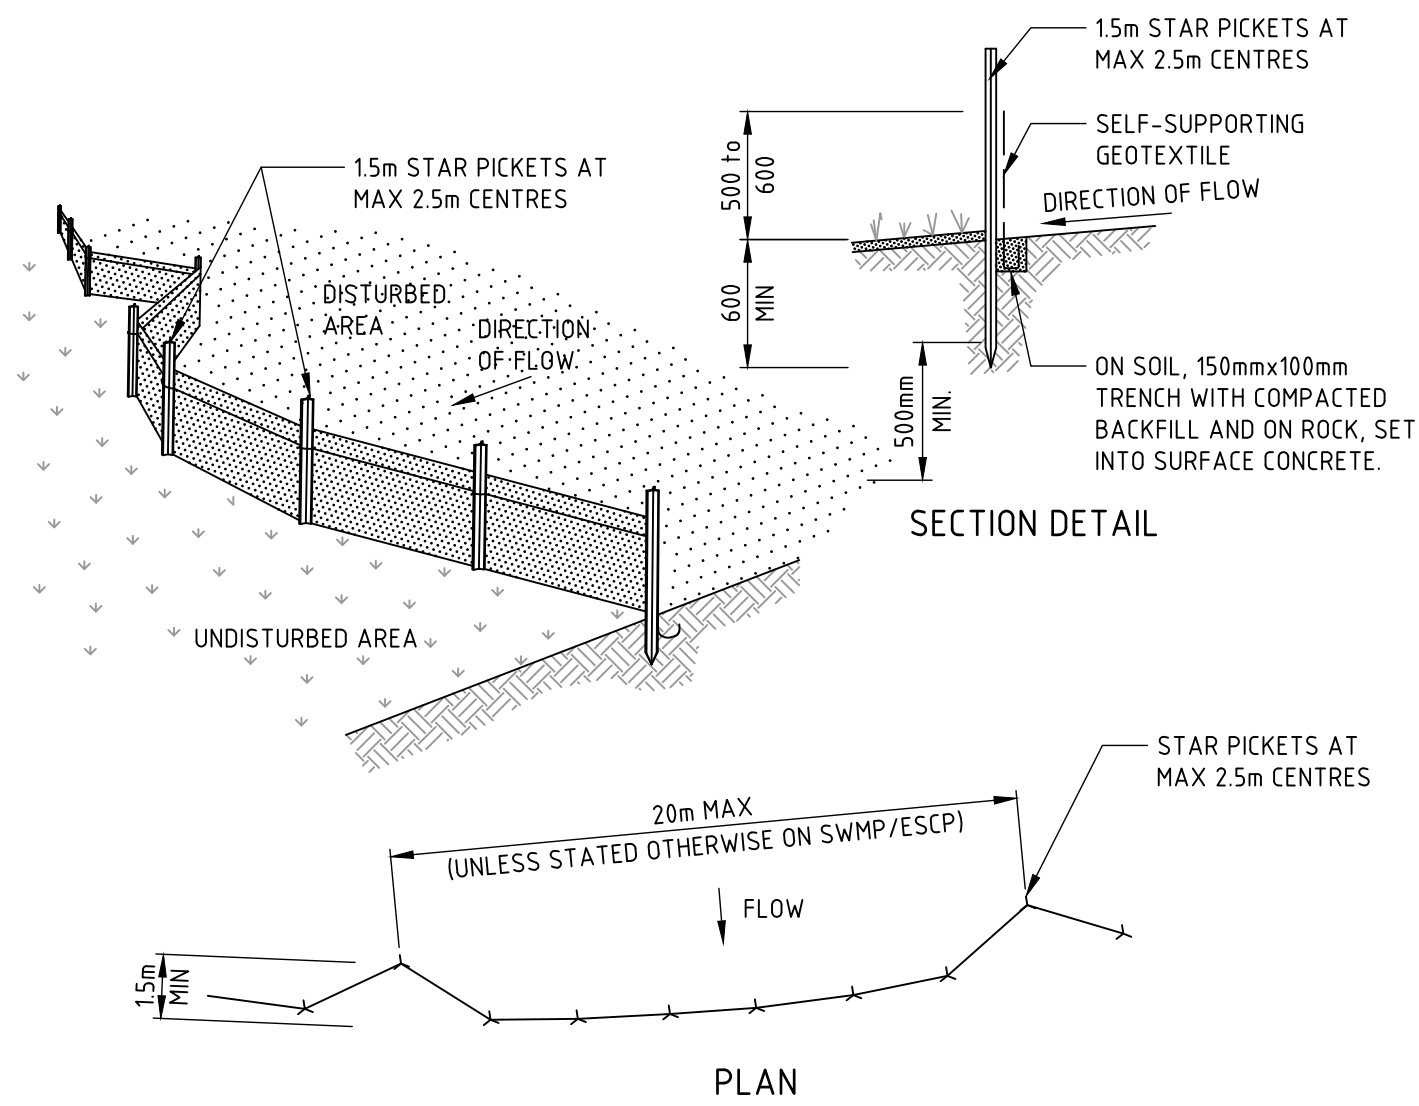 1.5m STAR PICKETS AT
MAX 2.5m CENTRES
SELF-SUPPORTING
GEOTEXTILE
DIRECTION OF FLOW
500 to
600
600
MIN
500mm
MIN.
ON SOIL, 150mmx100mm
TRENCH WITH COMPACTED
BACKFILL AND ON ROCK, SET
INTO SURFACE CONCRETE.
SECTION DETAIL
1.5m STAR PICKETS AT
MAX 2.5m CENTRES
DISTURBED
AREA
DIRECTION
OF FLOW
UNDISTURBED AREA
STAR PICKETS AT
MAX 2.5m CENTRES
20m MAX
(UNLESS STATED OTHERWISE ON SWMP/ESCP)
FLOW
1.5m
MIN
PLAN